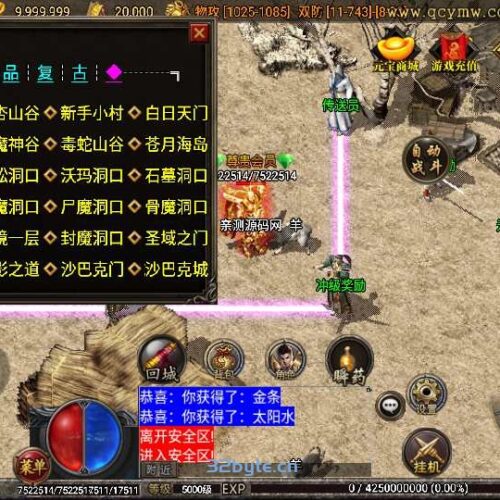 9,999,999
200,000
物攻 [1025-1085] 双防 [11-743]-[8
www.qcymw.com
元宝商城 游戏充值
品 复 古
杏山谷 新手小村 白日天门
魔神谷 毒蛇山谷 苍月海岛
松洞口 沃玛洞口 石墓洞口
魔洞口 尸魔洞口 骨魔洞口
境一层 封魔洞口 圣域之门
影之道 沙巴克门 沙巴克城
传送员
自动
战斗
尊贵会员
22514/7522514
亲测源码网 羊
冲级奖励
回城 瞬药
恭喜：你获得了：金条
恭喜：你获得了：太阳水
离开安全区!
进入安全区!
羊
附近
32byte.cn
菜单
挂机
7522514/7522517511/17511 等级 5000级 EXP 0 / 4250000000 (0.00%)